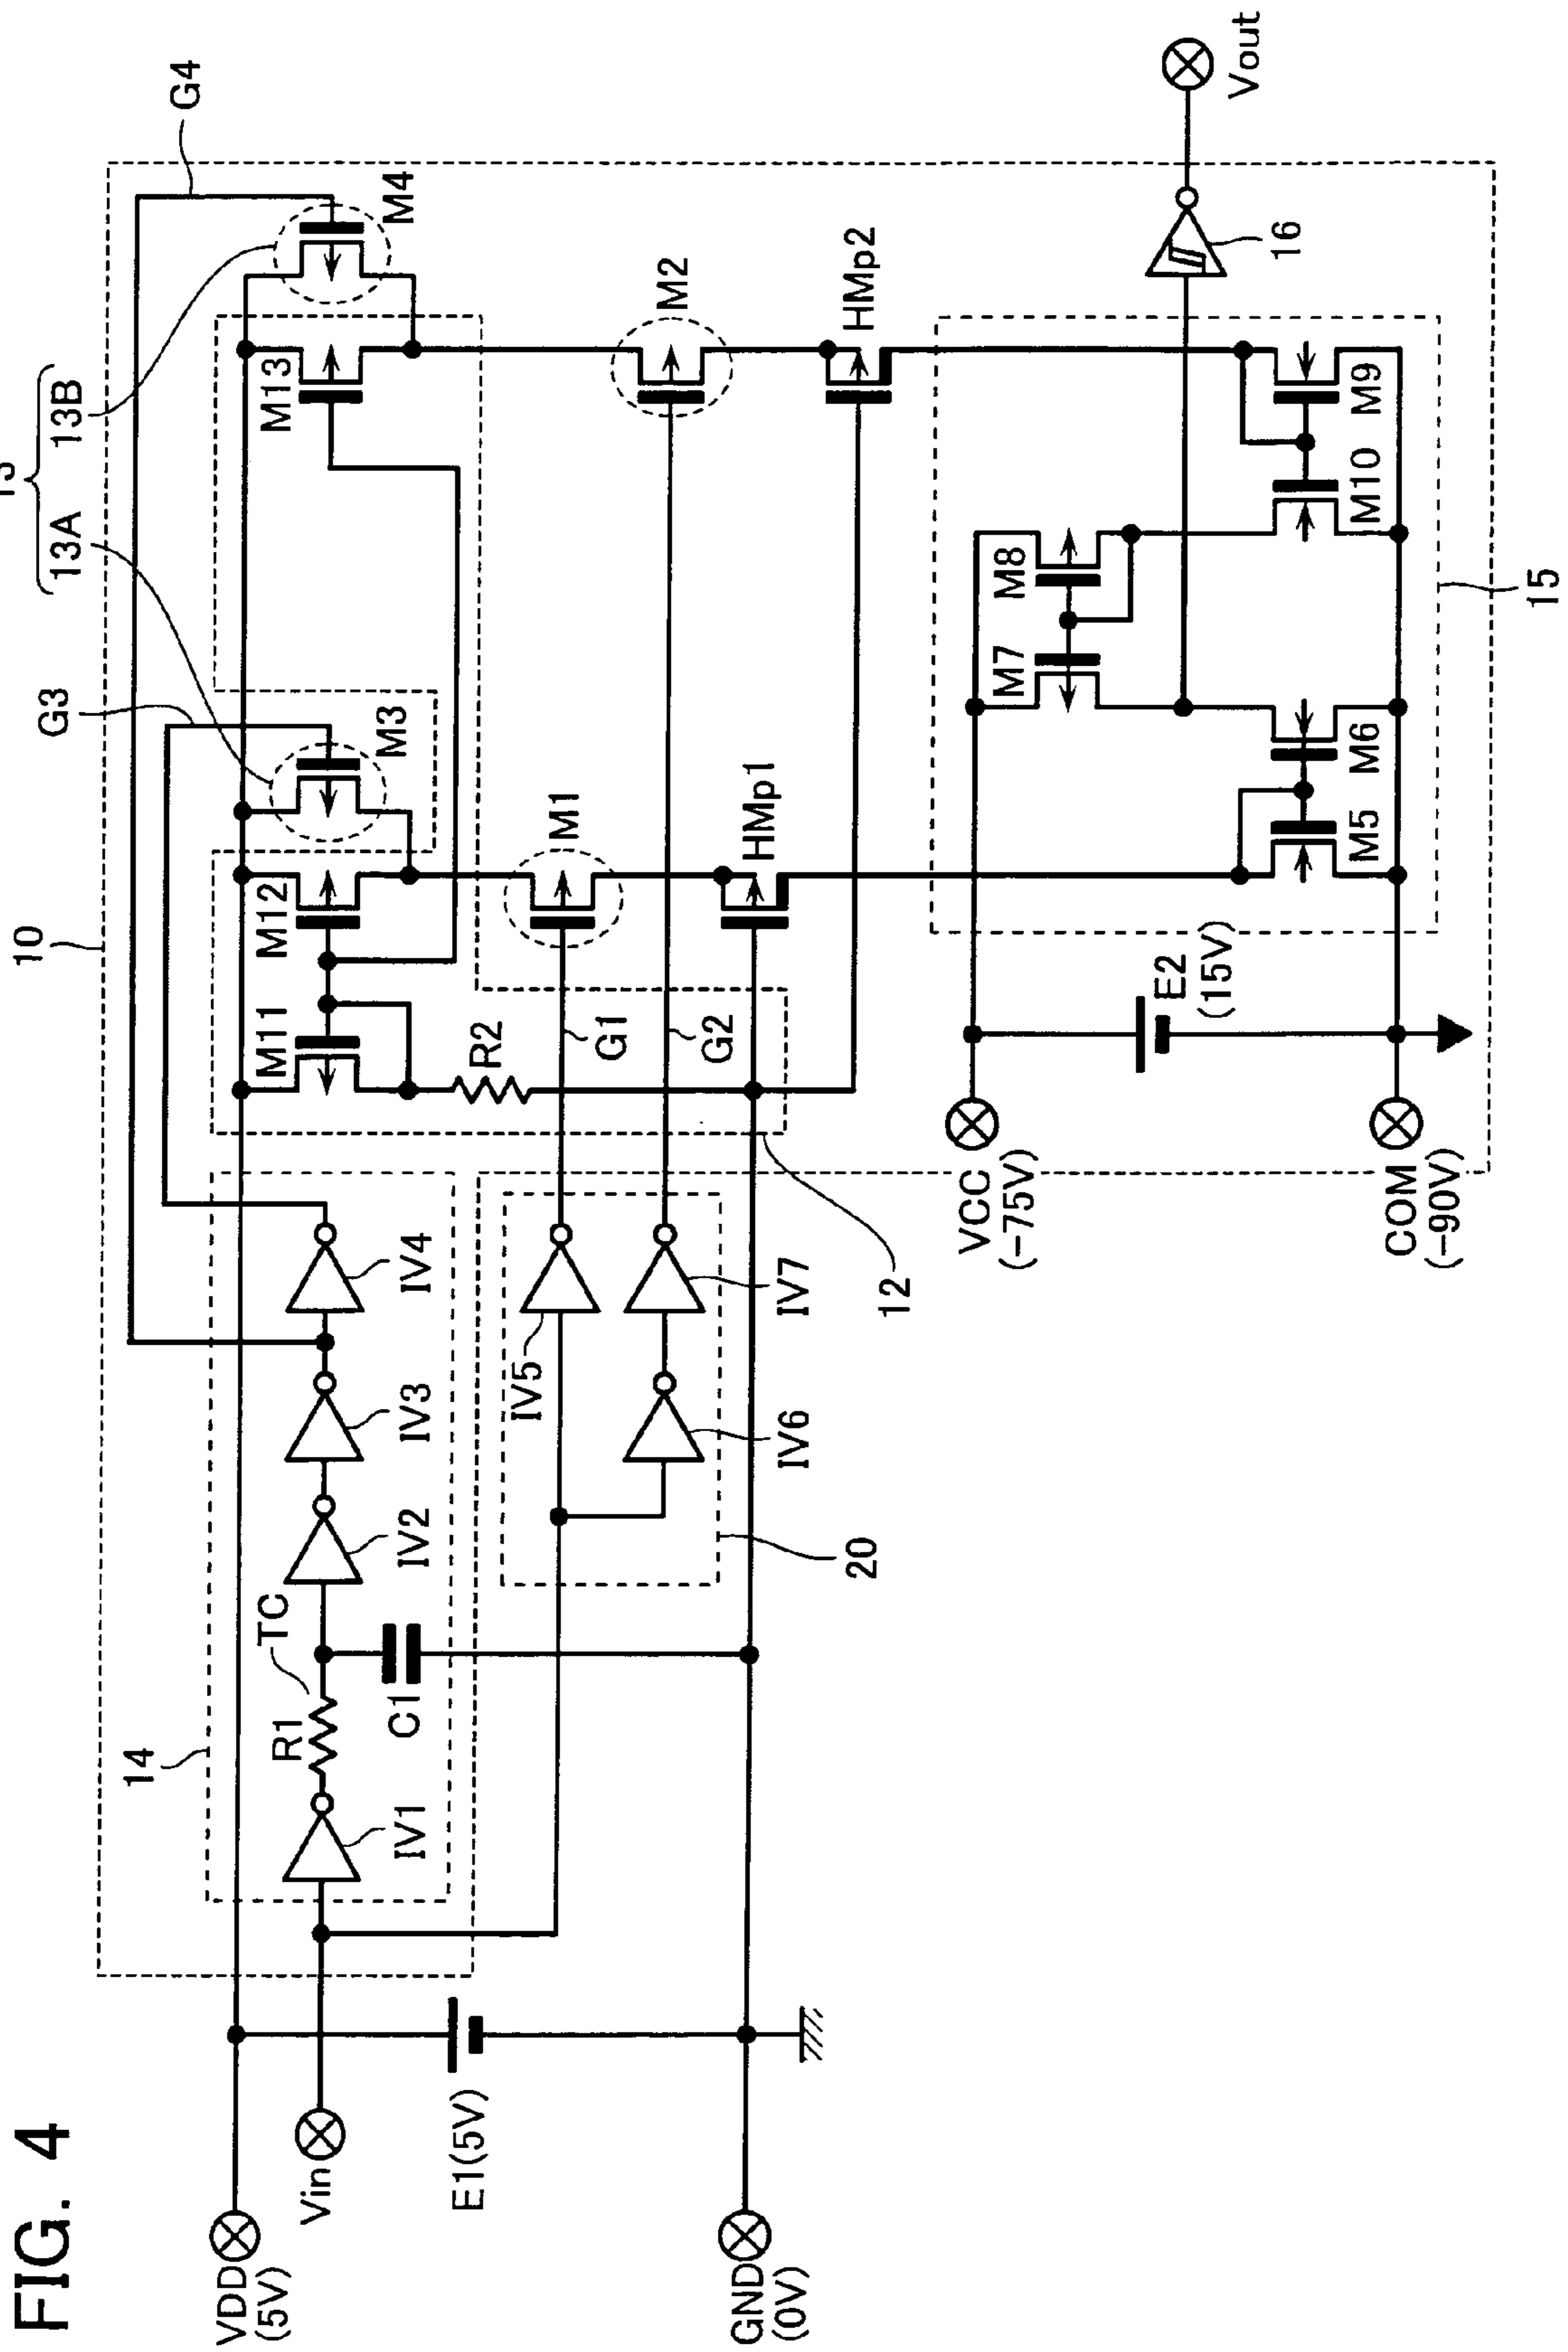 FIG. 4
10
13A
13B
G3
G4
M11
M12
M3
M13
M4
14
R1
TC
C1
IV1
IV2
IV3
IV4
R2
12
Vin
VDD
(5V)
E1(5V)
GND
(0V)
IV5
IV6
IV7
20
G1
G2
M1
M2
HMp1
HMp2
VCC
(-75V)
COM
(-90V)
E2
(15V)
M7
M8
M5
M6
M10
M9
15
16
Vout